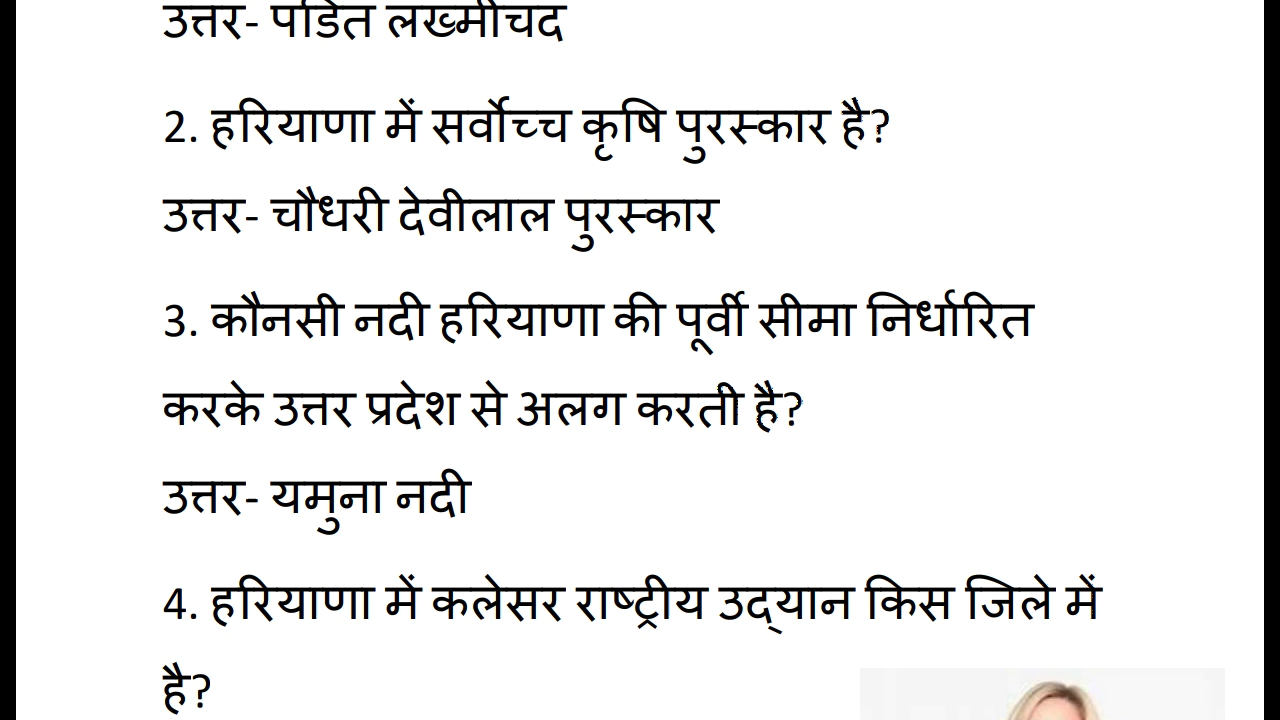 उत्तर- पंडित लख्मीचंद
2. हरियाणा में सर्वोच्च कृषि पुरस्कार है?
उत्तर- चौधरी देवीलाल पुरस्कार
3. कौनसी नदी हरियाणा की पूर्वी सीमा निर्धारित
करके उत्तर प्रदेश से अलग करती है?
उत्तर- यमुना नदी
4. हरियाणा में कलेसर राष्ट्रीय उद्यान किस जिले में
है?